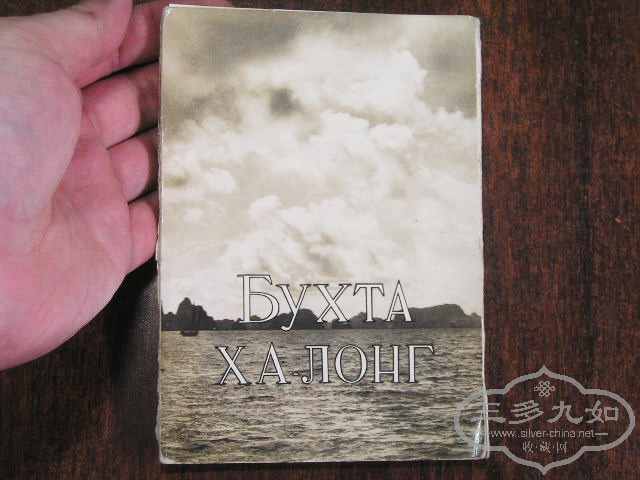 БУХТА
ХА-ЛОНГ
三多九如
www.silver-china.net
收·藏·网